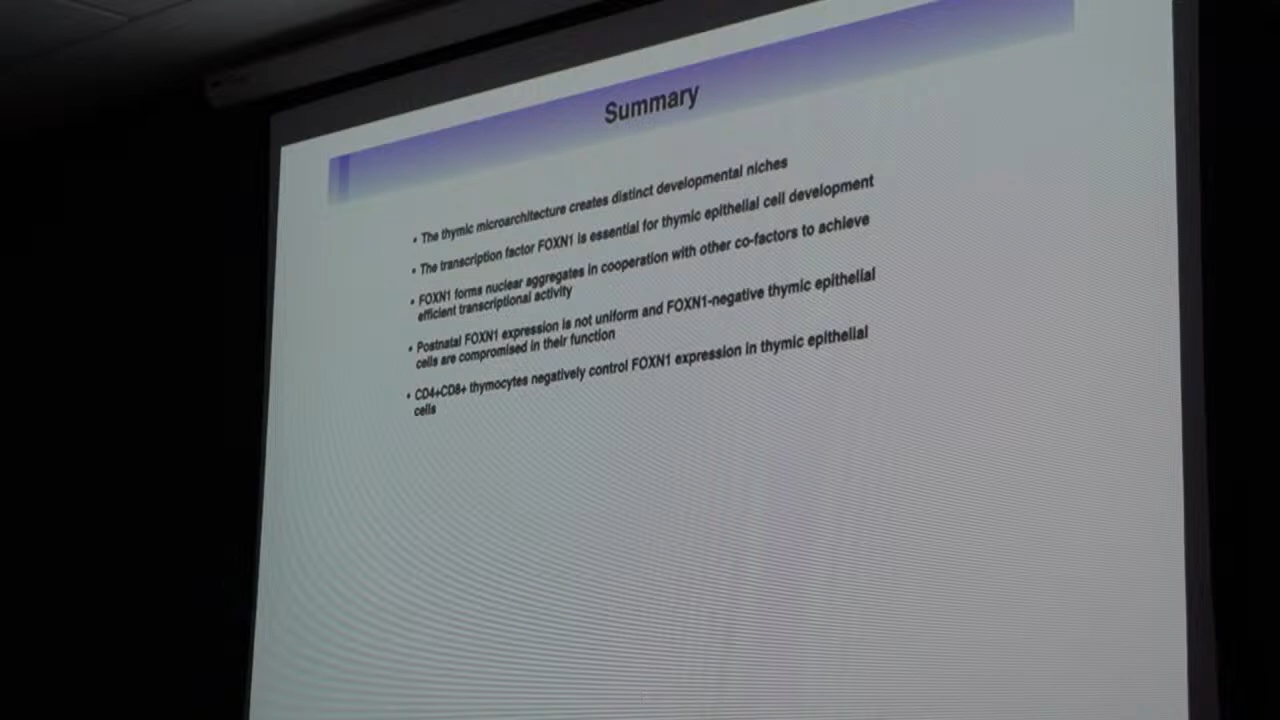 Summary
• The thymic microarchitecture creates distinct developmental niches
• The transcription factor FOXN1 is essential for thymic epithelial cell development
• FOXN1 forms nuclear aggregates in cooperation with other co-factors to achieve
efficient transcriptional activity
• Postnatal FOXN1 expression is not uniform and FOXN1-negative thymic epithelial
cells are compromised in their function
• CD4+CD8+ thymocytes negatively control FOXN1 expression in thymic epithelial
cells